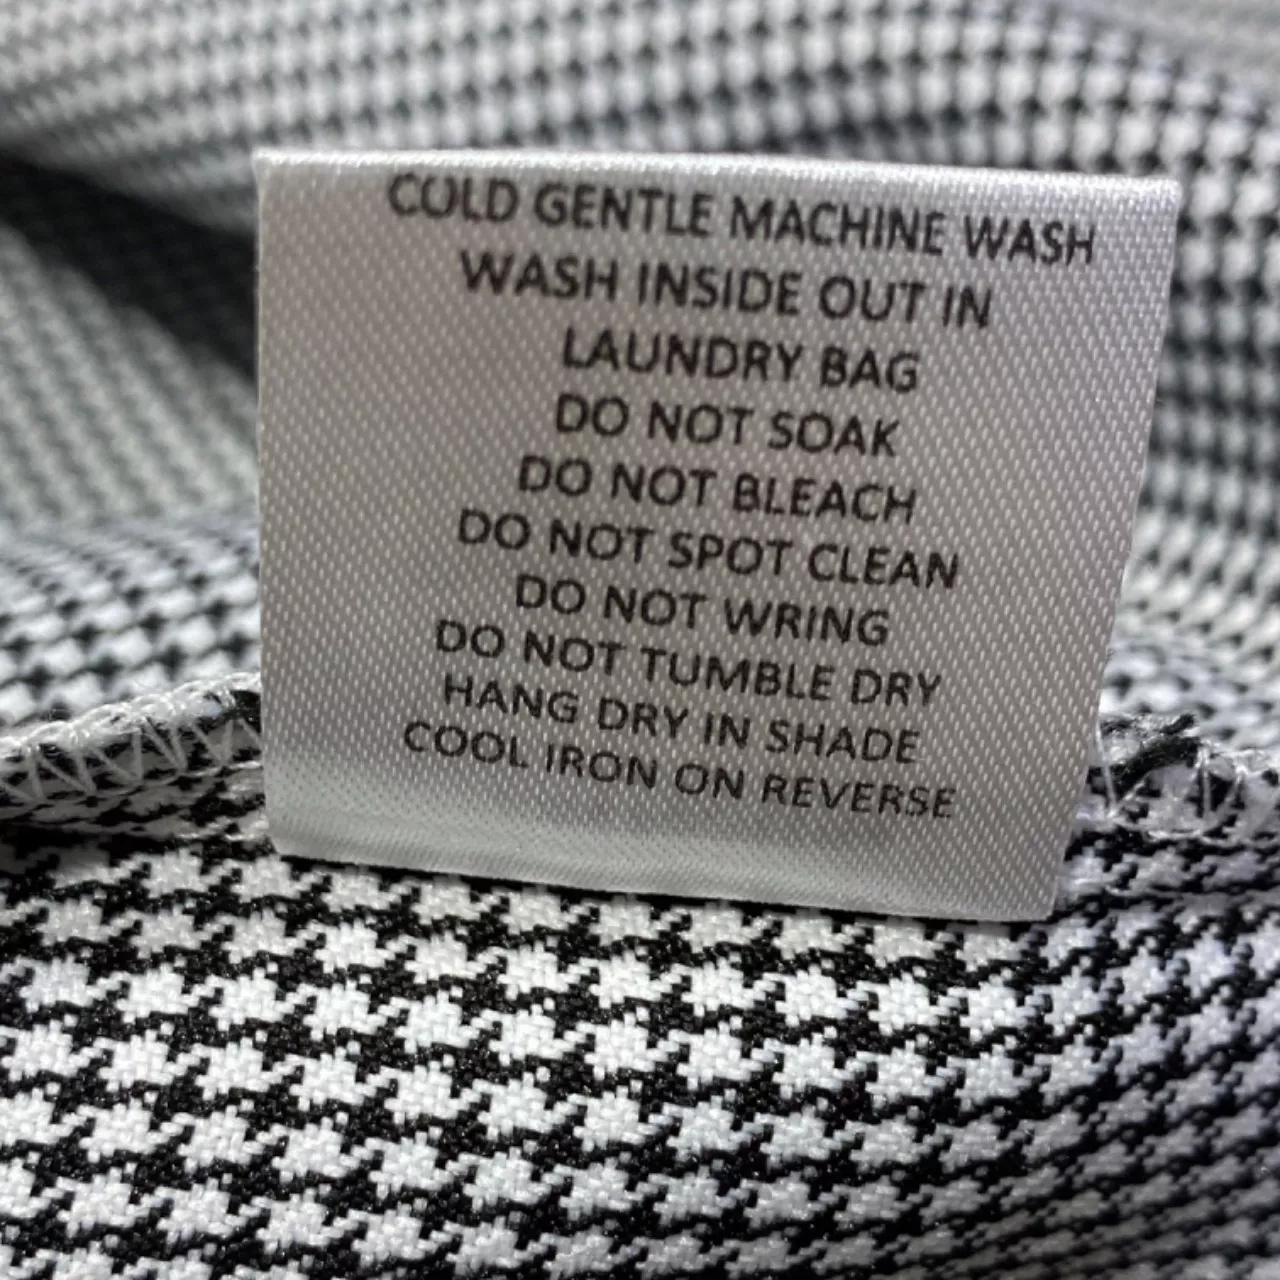 COLD GENTLE MACHINE WASH
WASH INSIDE OUT IN
LAUNDRY BAG
DO NOT SOAK
DO NOT BLEACH
DO NOT SPOT CLEAN
DO NOT WRING
DO NOT TUMBLE DRY
HANG DRY IN SHADE
COOL IRON ON REVERSE